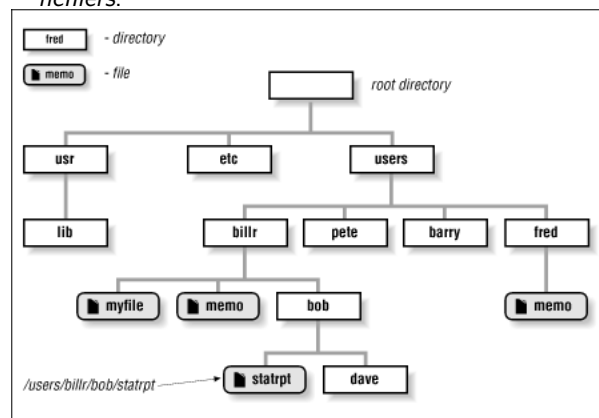 fred - directory
memo - file
root directory
usr etc users
lib billr pete barry fred
myfile memo bob memo
/users/billr/bob/statrpt statrpt dave